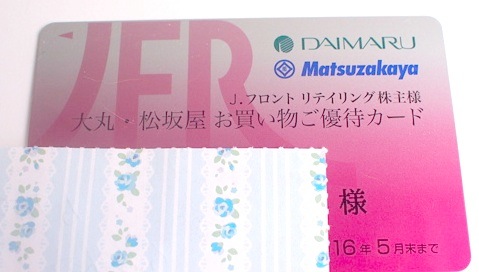 JFR
DAIMARU
Matsuzakaya
J.フロント リテイリング株主様
大丸・松坂屋 お買い物ご優待カード
様
16年5月末まで